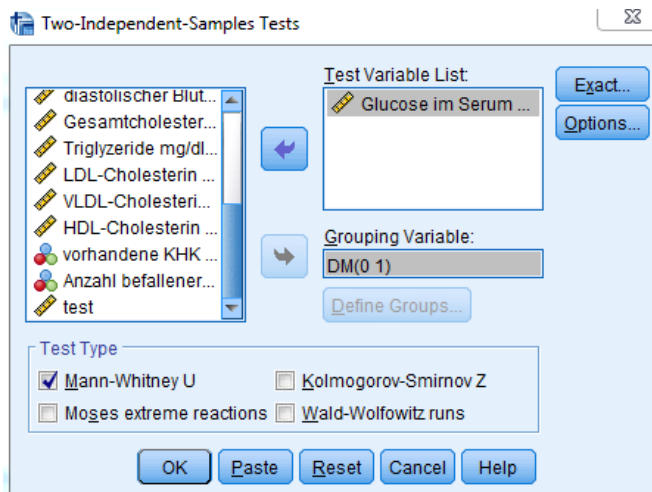 Two-Independent-Samples Tests
diastolischer Blut...
Gesamtcholester...
Triglyzeride mg/dl...
LDL-Cholesterin ...
VLDL-Cholesteri...
HDL-Cholesterin ...
vorhandene KHK ...
Anzahl befallener...
test
Test Variable List:
Glucose im Serum ...
Grouping Variable:
DM(0 1)
Define Groups...
Exact...
Options...
Test Type
Mann-Whitney U
Kolmogorov-Smirnov Z
Moses extreme reactions
Wald-Wolfowitz runs
OK
Paste
Reset
Cancel
Help